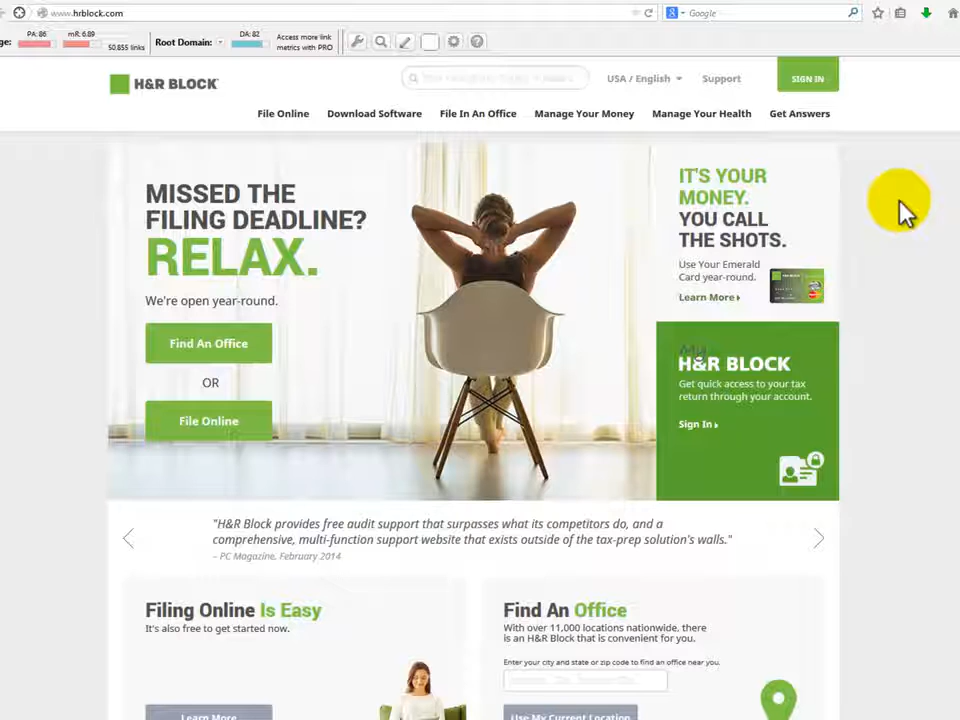 www.hrblock.com
Google
ge:
PA: 86
mR: 6.89
50.855 links
Root Domain:
DA: 82
Access more link
metrics with PRO
H&R BLOCK
USA / English
Support
SIGN IN
File Online
Download Software
File In An Office
Manage Your Money
Manage Your Health
Get Answers
MISSED THE
FILING DEADLINE?
RELAX.
We're open year-round.
Find An Office
OR
File Online
IT'S YOUR
MONEY.
YOU CALL
THE SHOTS.
Use Your Emerald
Card year-round.
Learn More
My
H&R BLOCK
Get quick access to your tax
return through your account.
Sign In
"H&R Block provides free audit support that surpasses what its competitors do, and a
comprehensive, multi-function support website that exists outside of the tax-prep solution's walls."
– PC Magazine, February 2014
Filing Online Is Easy
It's also free to get started now.
Learn More
Find An Office
With over 11,000 locations nationwide, there
is an H&R Block that is convenient for you.
Enter your city and state or zip code to find an office near you.
Use My Current Location